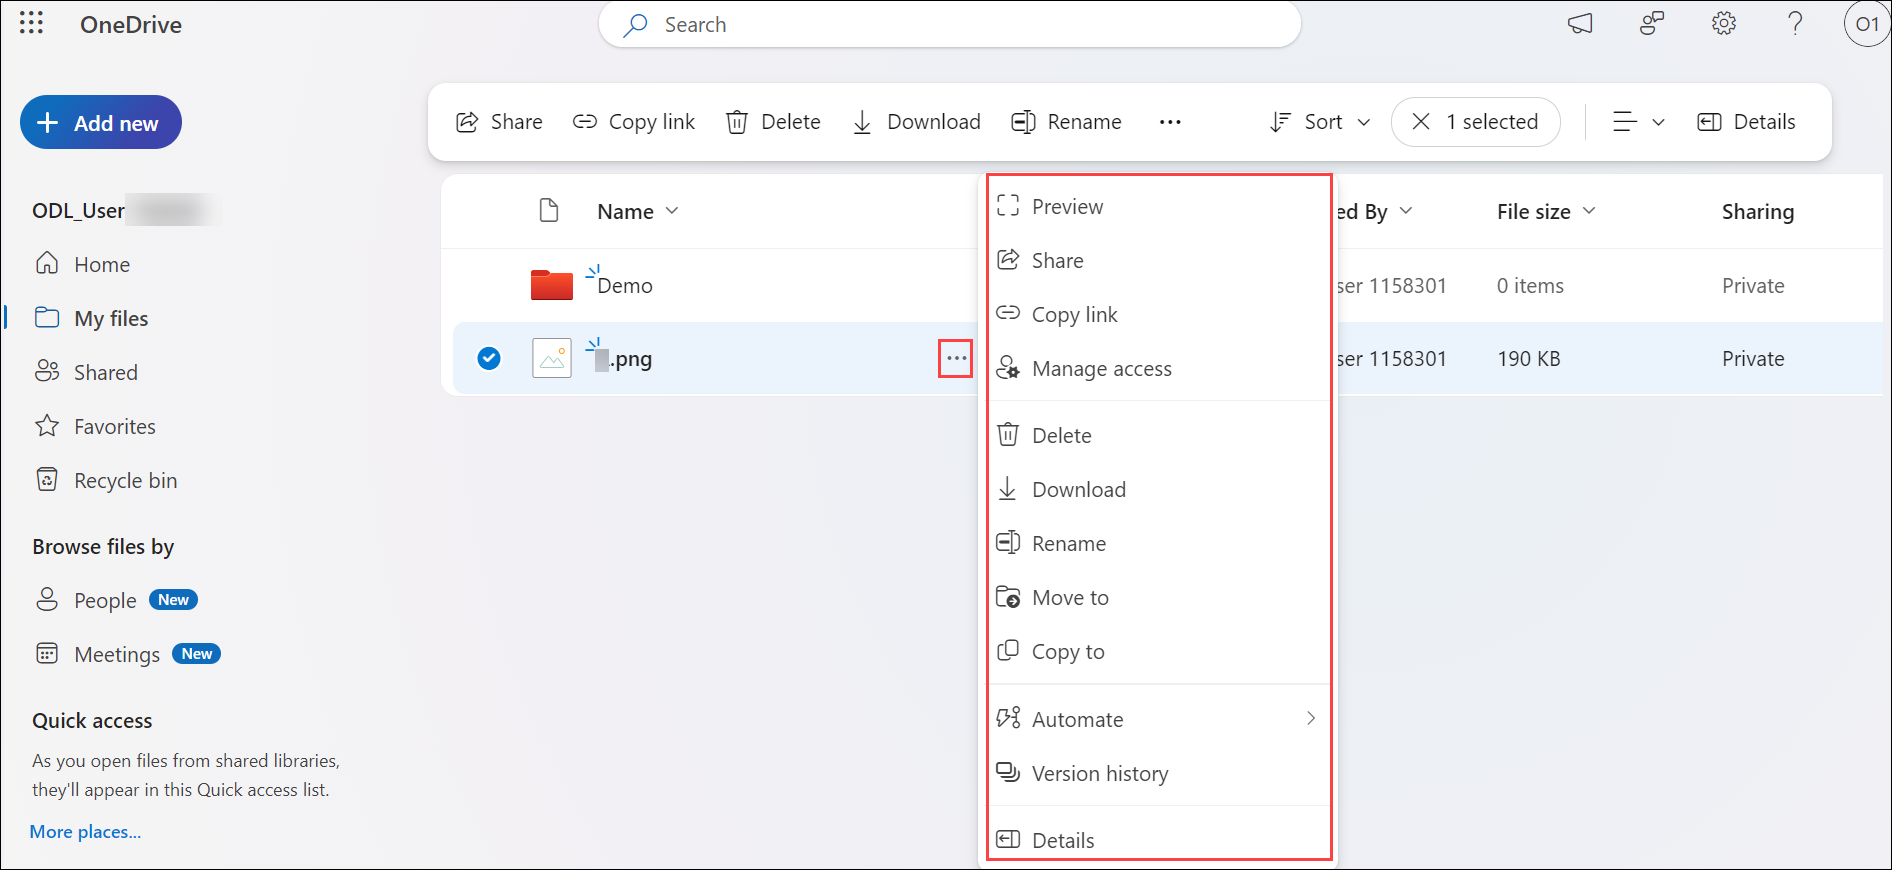 OneDrive
Search
O1
Add new
Share Copy link Delete Download Rename ... Sort 1 selected Details
ODL_User
Home
My files
Shared
Favorites
Recycle bin
Browse files by
People New
Meetings New
Quick access
As you open files from shared libraries,
they'll appear in this Quick access list.
More places...
Name ed By File size Sharing
Demo ser 1158301 0 items Private
.png ... ser 1158301 190 KB Private
Preview
Share
Copy link
Manage access
Delete
Download
Rename
Move to
Copy to
Automate
Version history
Details